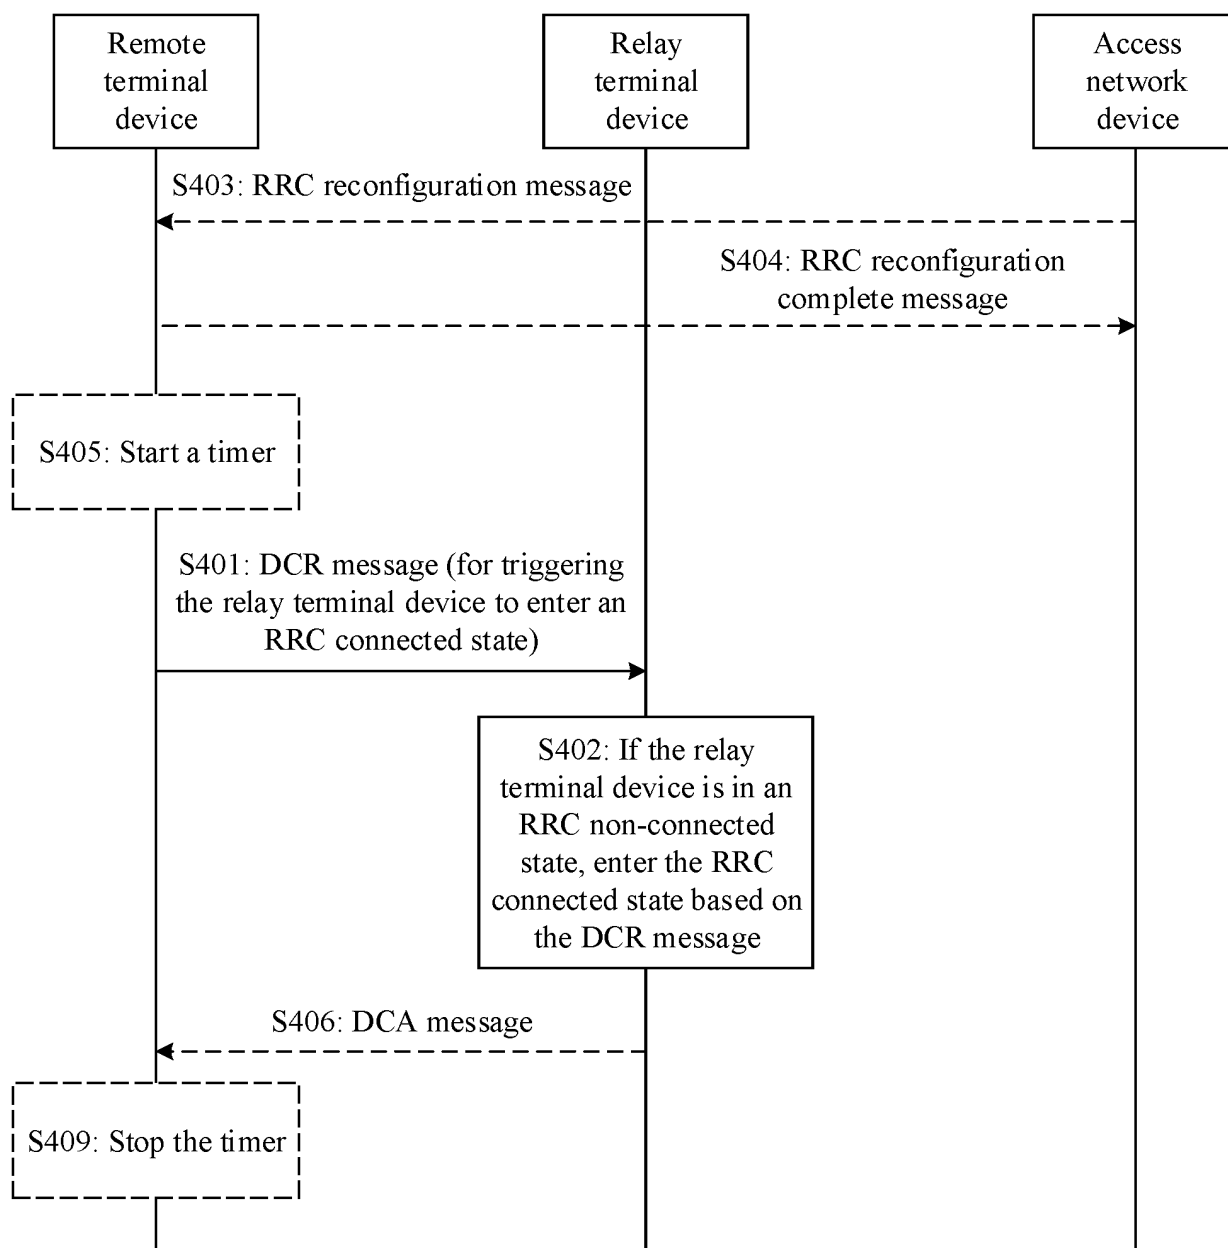 Remote
terminal
device
Relay
terminal
device
Access
network
device
S403: RRC reconfiguration message
S404: RRC reconfiguration
complete message
S405: Start a timer
S401: DCR message (for triggering
the relay terminal device to enter an
RRC connected state)
S402: If the relay
terminal device is in an
RRC non-connected
state, enter the RRC
connected state based on
the DCR message
S406: DCA message
S409: Stop the timer